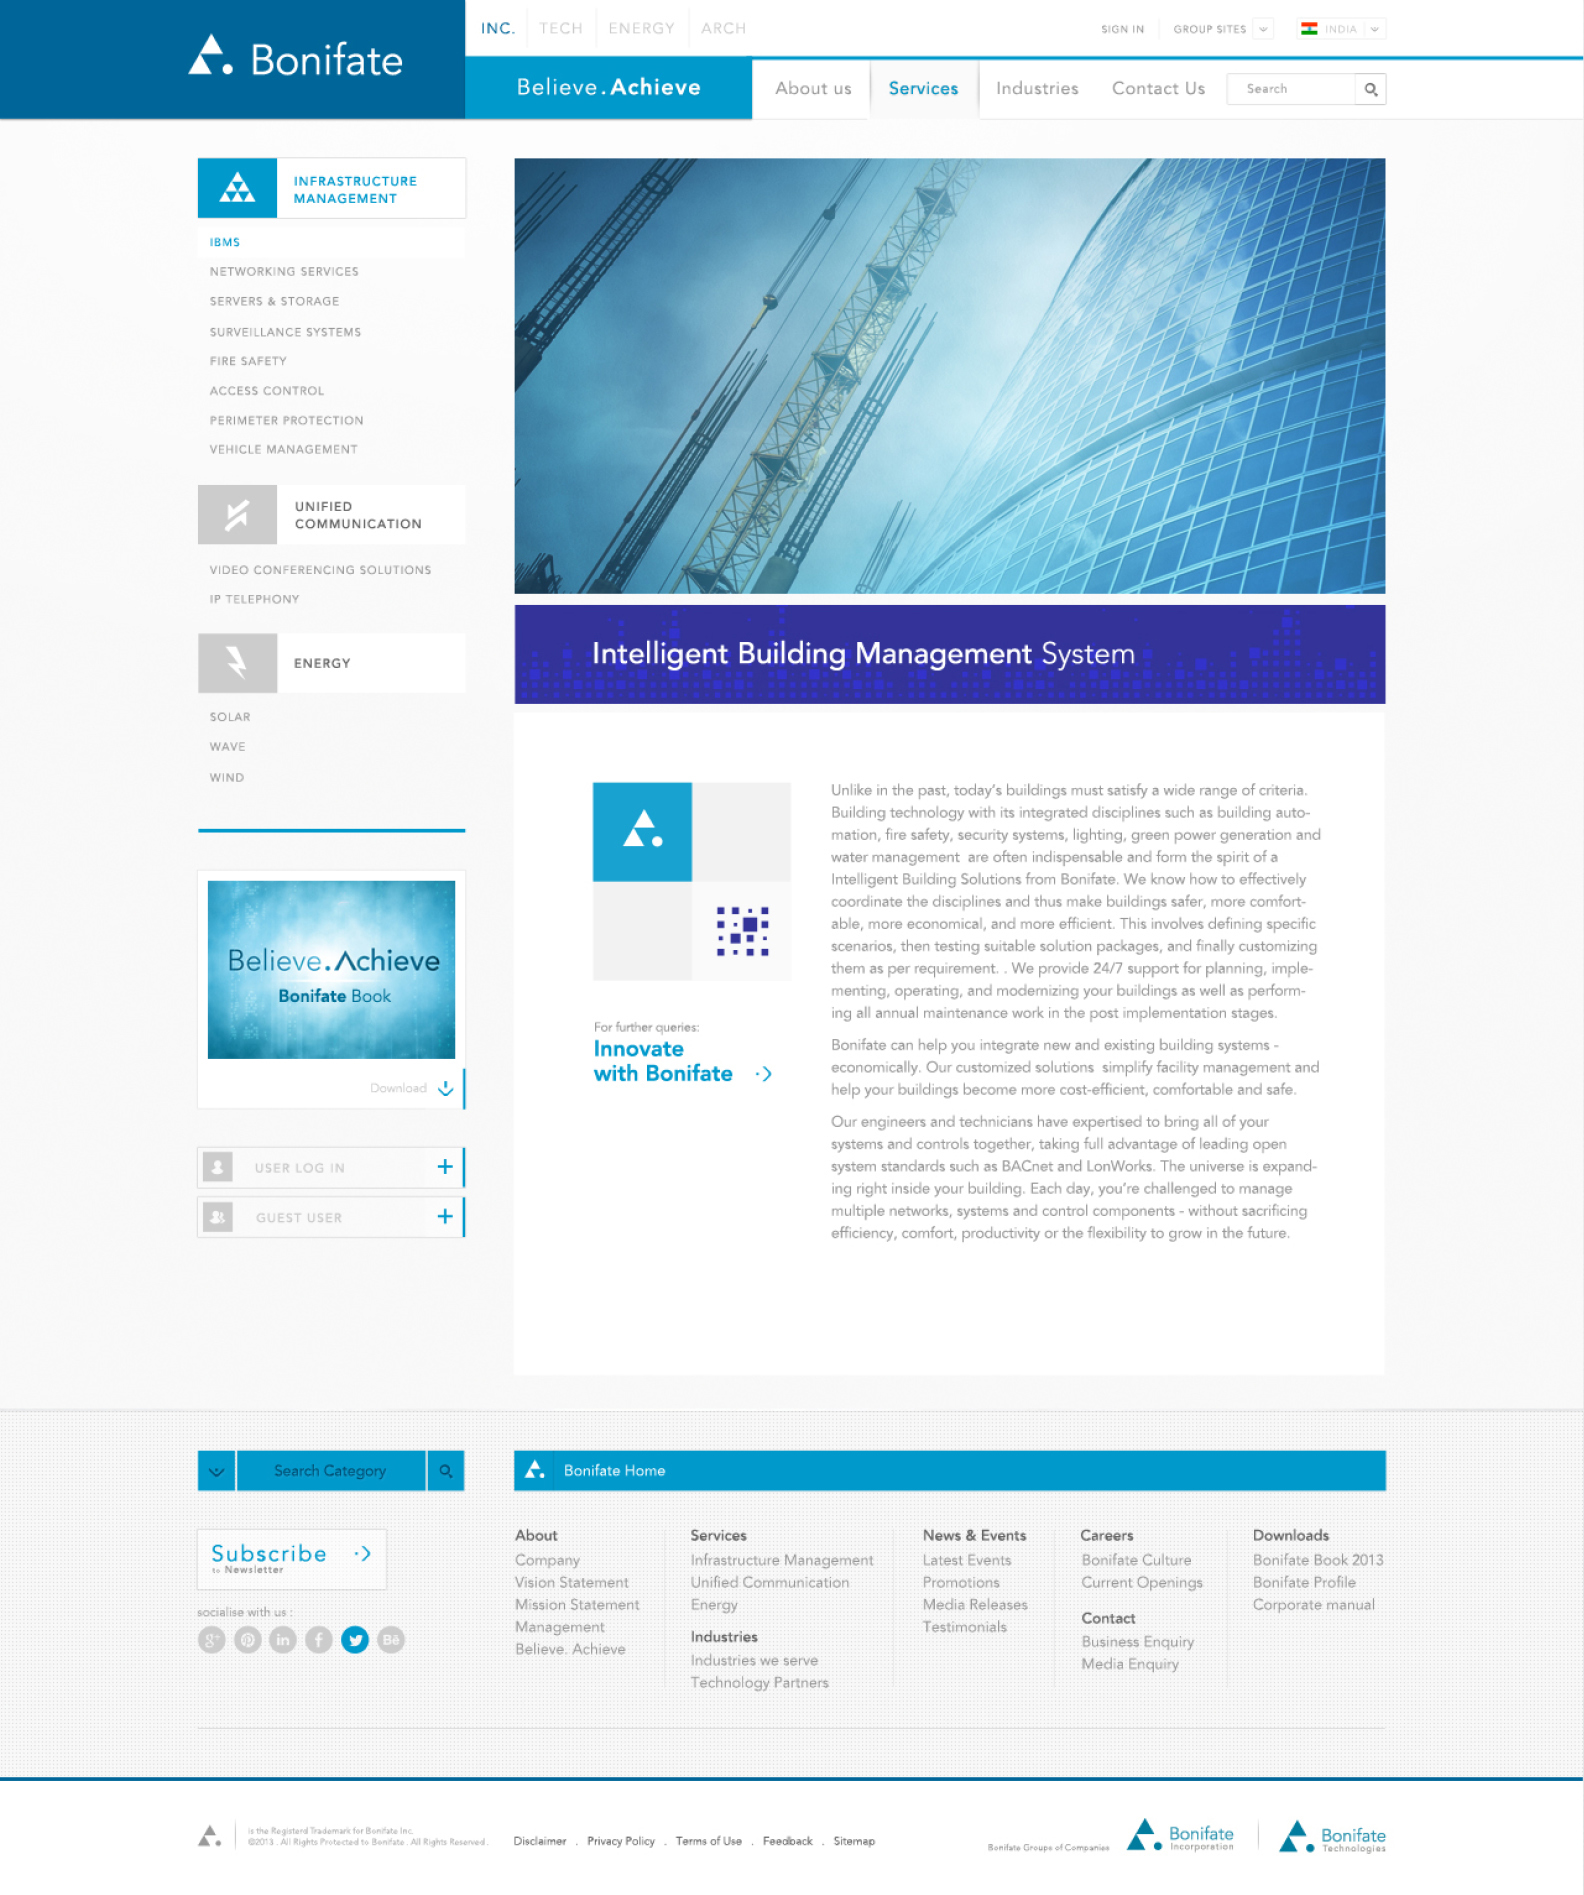 Bonifate
INC.
TECH
ENERGY
ARCH
SIGN IN
GROUP SITES
INDIA
Believe.Achieve
About us
Services
Industries
Contact Us
Search
INFRASTRUCTURE
MANAGEMENT
IBMS
NETWORKING SERVICES
SERVERS & STORAGE
SURVEILLANCE SYSTEMS
FIRE SAFETY
ACCESS CONTROL
PERIMETER PROTECTION
VEHICLE MANAGEMENT
UNIFIED
COMMUNICATION
VIDEO CONFERENCING SOLUTIONS
IP TELEPHONY
ENERGY
SOLAR
WAVE
WIND
Believe.Achieve
Bonifate Book
Download
USER LOG IN
GUEST USER
Intelligent Building Management System
For further queries:
Innovate
with Bonifate
Unlike in the past, today's buildings must satisfy a wide range of criteria.
Building technology with its integrated disciplines such as building auto-
mation, fire safety, security systems, lighting, green power generation and
water management  are often indispensable and form the spirit of a
Intelligent Building Solutions from Bonifate. We know how to effectively
coordinate the disciplines and thus make buildings safer, more comfort-
able, more economical, and more efficient. This involves defining specific
scenarios, then testing suitable solution packages, and finally customizing
them as per requirement. . We provide 24/7 support for planning, imple-
menting, operating, and modernizing your buildings as well as perform-
ing all annual maintenance work in the post implementation stages.
Bonifate can help you integrate new and existing building systems -
economically. Our customized solutions  simplify facility management and
help your buildings become more cost-efficient, comfortable and safe.
Our engineers and technicians have expertised to bring all of your
systems and controls together, taking full advantage of leading open
system standards such as BACnet and LonWorks. The universe is expand-
ing right inside your building. Each day, you're challenged to manage
multiple networks, systems and control components - without sacrificing
efficiency, comfort, productivity or the flexibility to grow in the future.
Search Category
Bonifate Home
Subscribe
to Newsletter
socialise with us :
g+
in
f
Bē
About
Company
Vision Statement
Mission Statement
Management
Believe. Achieve
Services
Infrastructure Management
Unified Communication
Energy
Industries
Industries we serve
Technology Partners
News & Events
Latest Events
Promotions
Media Releases
Testimonials
Careers
Bonifate Culture
Current Openings
Contact
Business Enquiry
Media Enquiry
Downloads
Bonifate Book 2013
Bonifate Profile
Corporate manual
is the Registerd Trademark for Bonifate Inc.
©2013 . All Rights Protected to Bonifate . All Rights Reserved .
Disclaimer . Privacy Policy . Terms of Use . Feedback . Sitemap
Bonifate Groups of Companies
Bonifate
Incorporation
Bonifate
Technologies